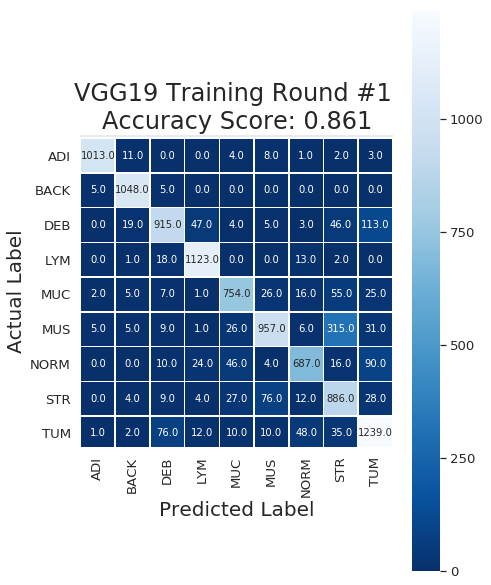 VGG19 Training Round #1
Accuracy Score: 0.861
Actual Label
ADI 1013.0 11.0 0.0 0.0 4.0 8.0 1.0 2.0 3.0
BACK 5.0 1048.0 5.0 0.0 0.0 0.0 0.0 0.0 0.0
DEB 0.0 19.0 915.0 47.0 4.0 5.0 3.0 46.0 113.0
LYM 0.0 1.0 18.0 1123.0 0.0 0.0 13.0 2.0 0.0
MUC 2.0 5.0 7.0 1.0 754.0 26.0 16.0 55.0 25.0
MUS 5.0 5.0 9.0 1.0 26.0 957.0 6.0 315.0 31.0
NORM 0.0 0.0 10.0 24.0 46.0 4.0 687.0 16.0 90.0
STR 0.0 4.0 9.0 4.0 27.0 76.0 12.0 886.0 28.0
TUM 1.0 2.0 76.0 12.0 10.0 10.0 48.0 35.0 1239.0
ADI BACK DEB LYM MUC MUS NORM STR TUM
Predicted Label
1000
750
500
250
0